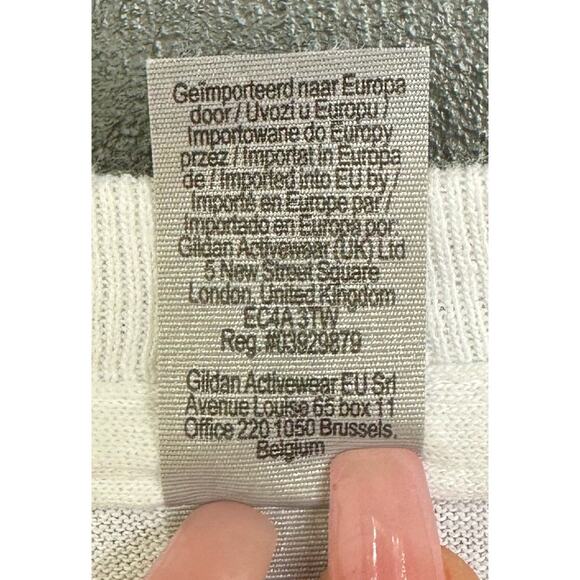 Geïmporteerd naar Europa
door / Uvozi u Europu /
Importowane do Europy
przez / Importat in Europa
de / Imported into EU by /
Importé en Europe par /
Importado en Europa por:
Gildan Activewear (UK) Ltd
5 New Street Square
London, United Kingdom
EC4A 3TW
Reg. #03929879
Gildan Activewear EU Srl
Avenue Louise 65 box 11
Office 220 1050 Brussels,
Belgium